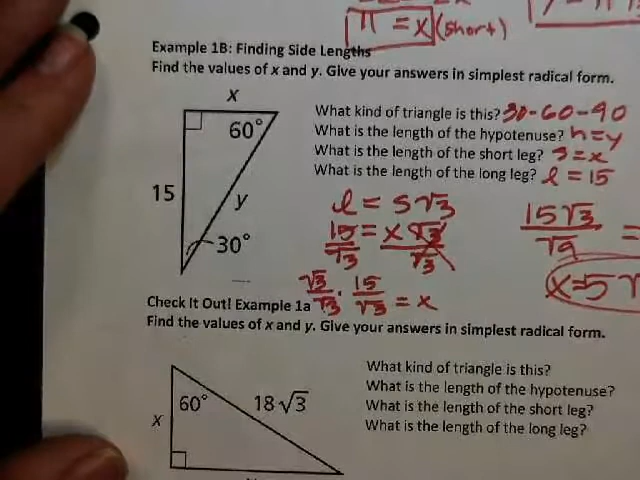 π = x (short)
Example 1B: Finding Side Lengths
Find the values of x and y. Give your answers in simplest radical form.
x
60°
15
y
30°
What kind of triangle is this? 30-60-90
What is the length of the hypotenuse? h=y
What is the length of the short leg? s=x
What is the length of the long leg? l = 15
l = s√3
15/√3 = x√3/√3
√3/√3 · 15/√3 = x
15√3/√9 =
x=5√
Check It Out! Example 1a
Find the values of x and y. Give your answers in simplest radical form.
60°
18√3
x
What kind of triangle is this?
What is the length of the hypotenuse?
What is the length of the short leg?
What is the length of the long leg?